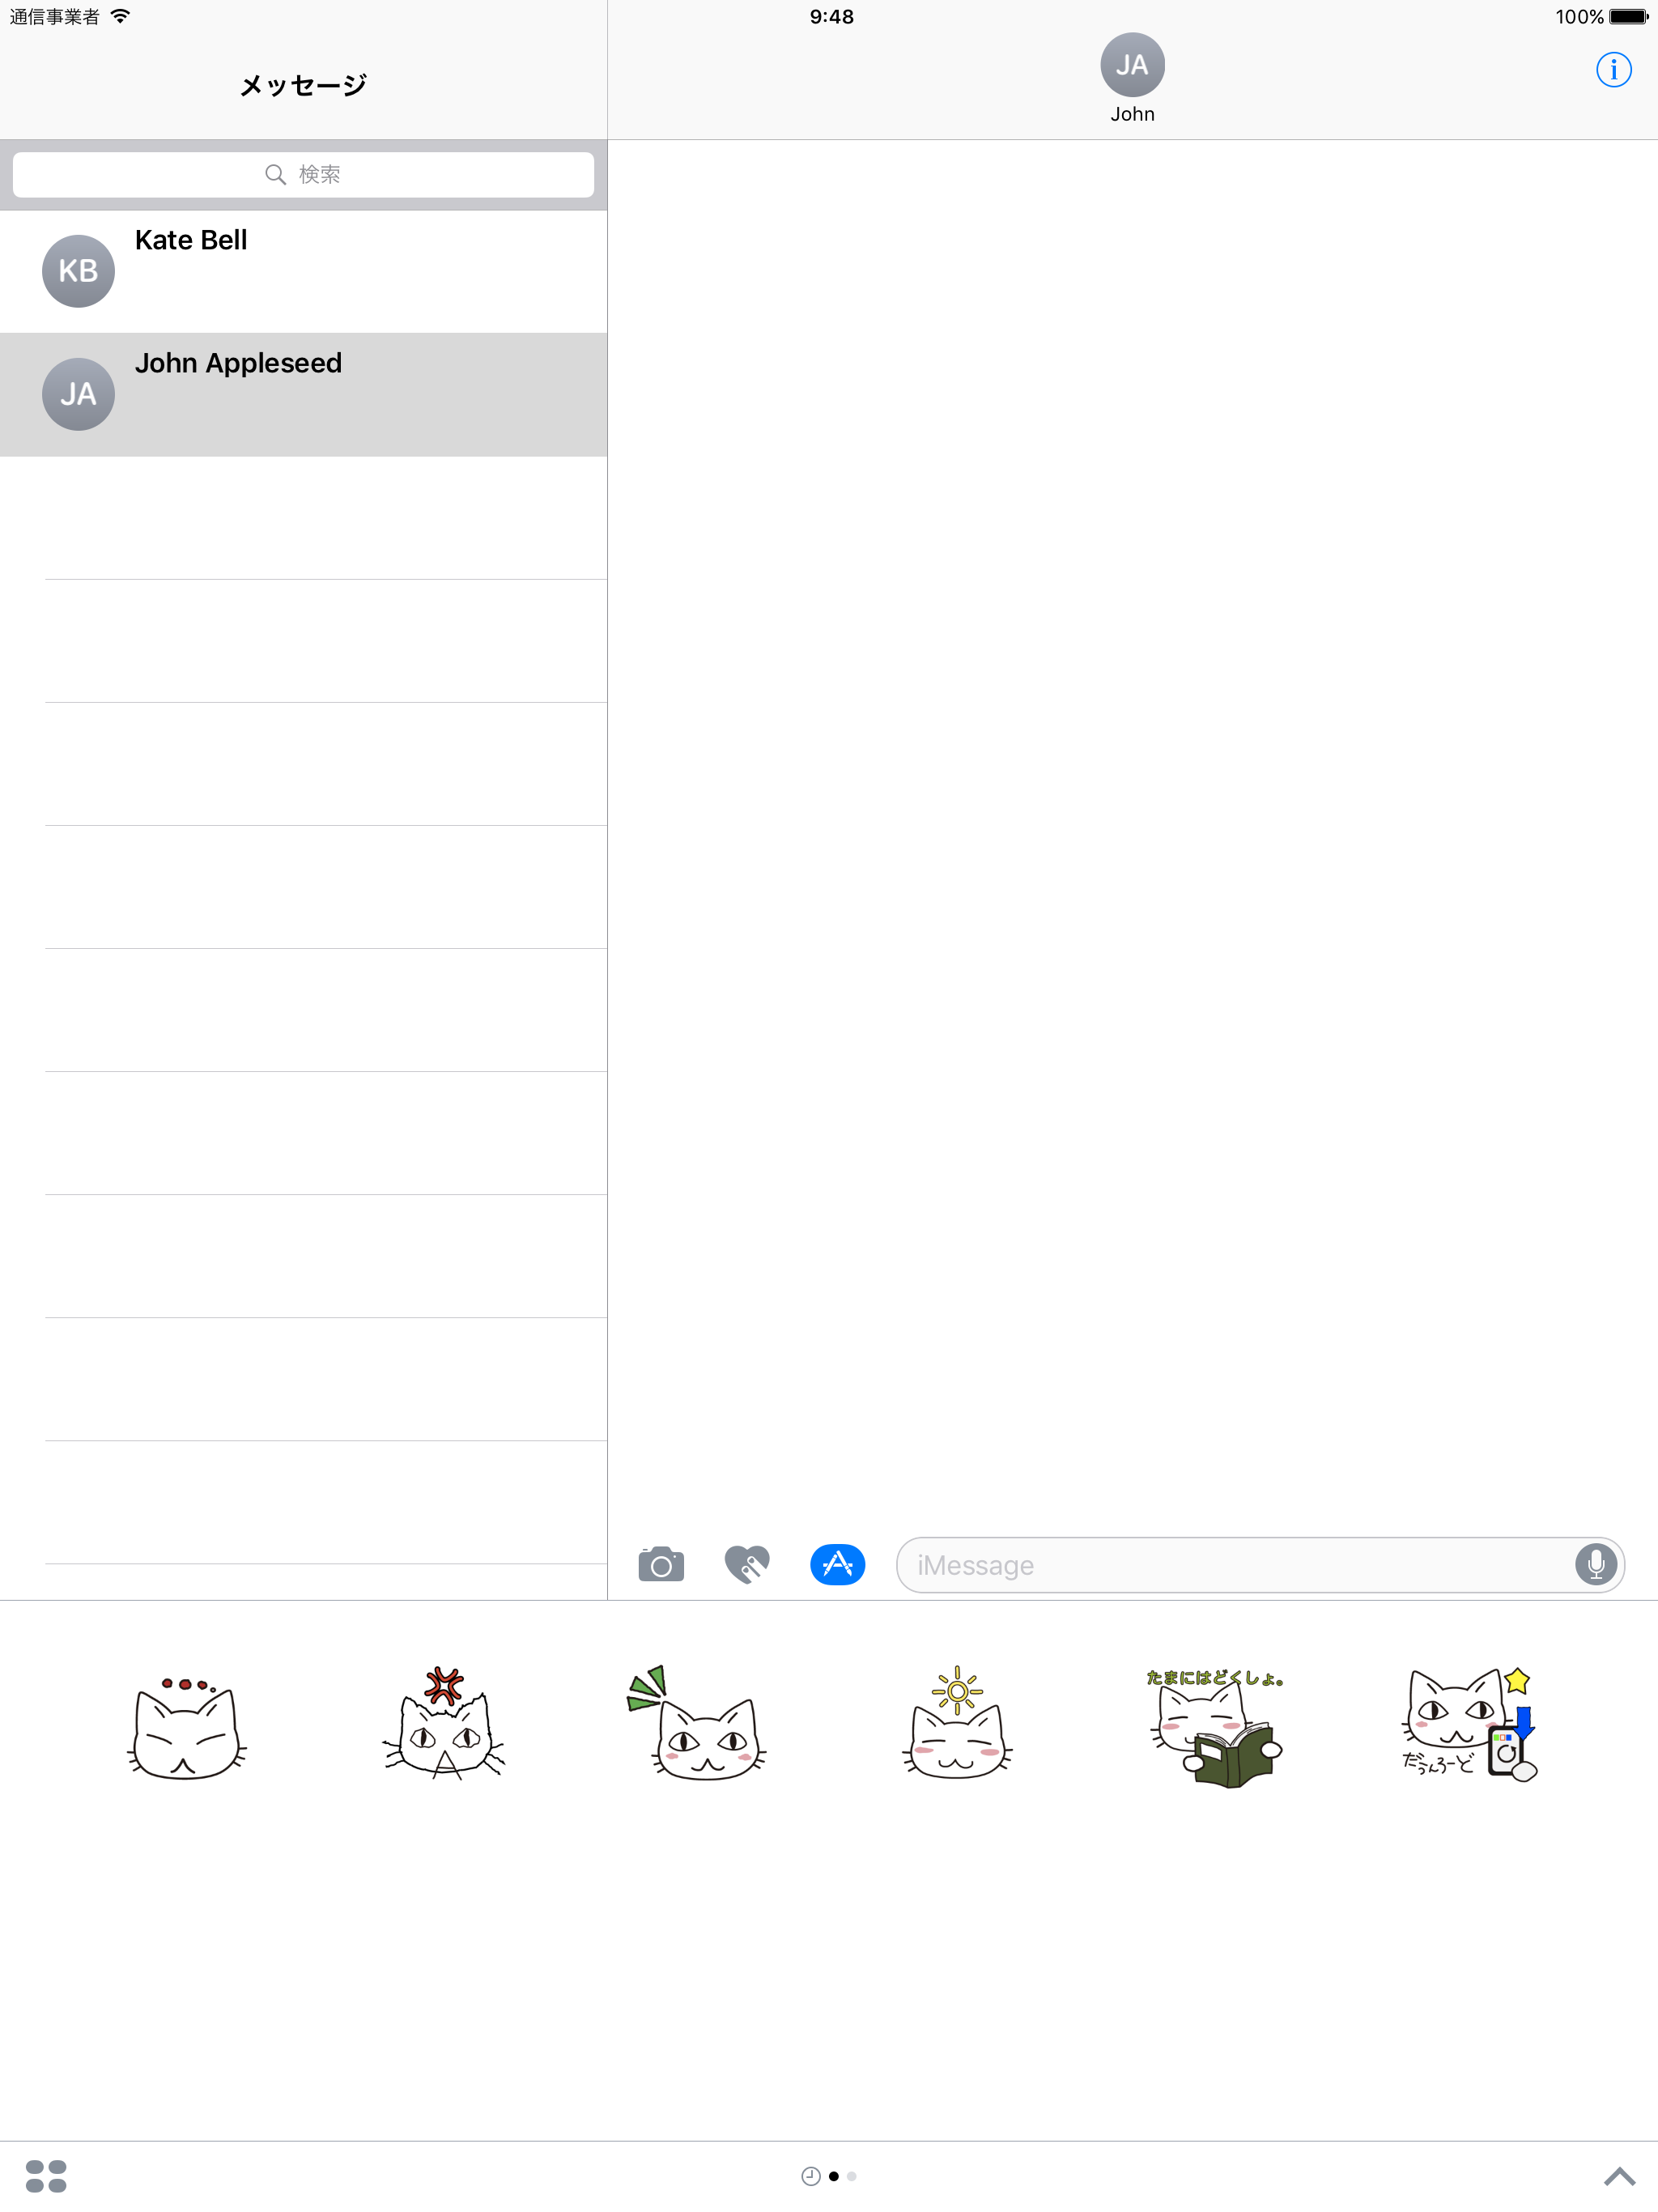 通信事業者 9:48 100%
メッセージ
JA
John
検索
KB
Kate Bell
JA
John Appleseed
iMessage
たまにはどくしょ。
だうんろーど